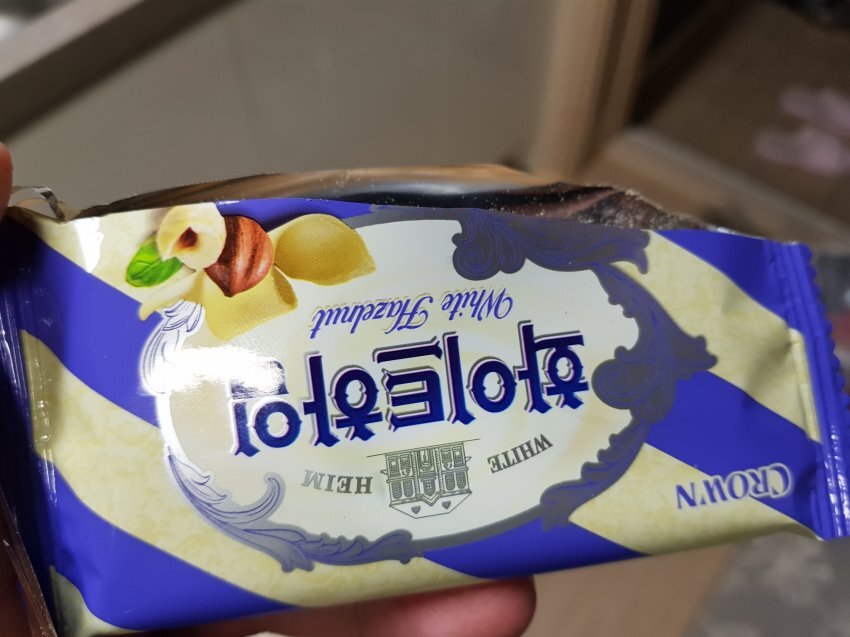 CROWN
WHITE HEIM
화이트하임
White Hazelnut